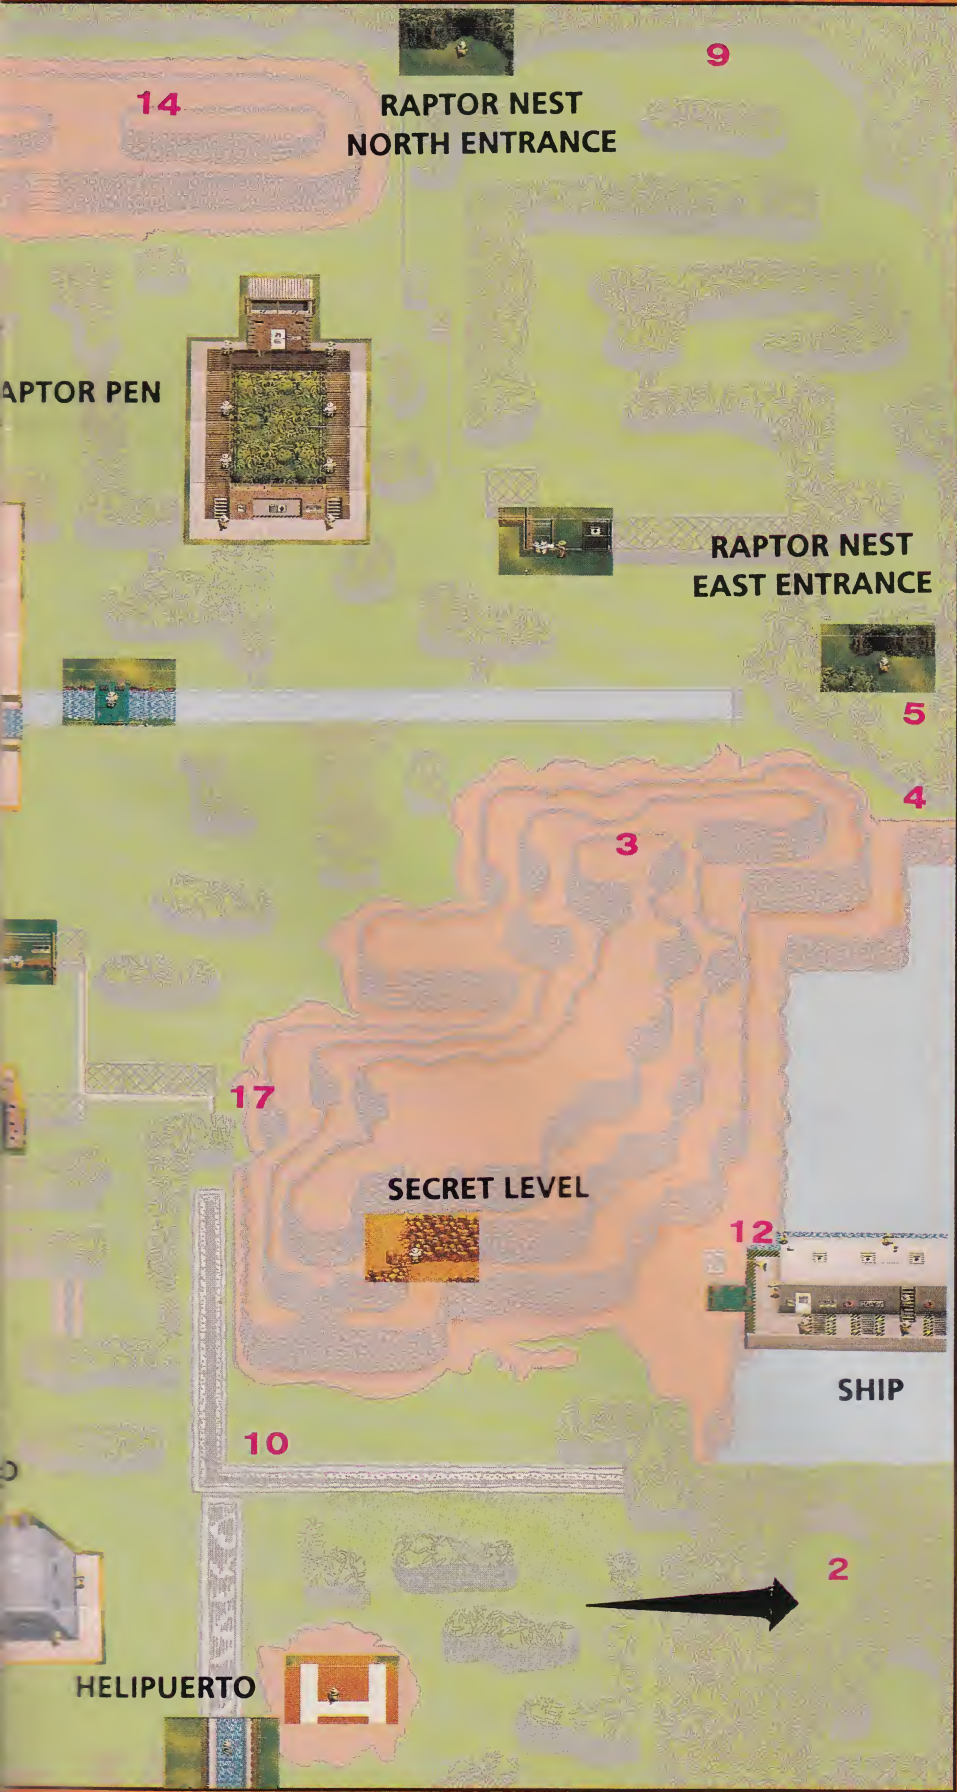 9
14
RAPTOR NEST
NORTH ENTRANCE
APTOR PEN
RAPTOR NEST
EAST ENTRANCE
5
4
3
17
SECRET LEVEL
12
SHIP
10
O
2
HELIPUERTO